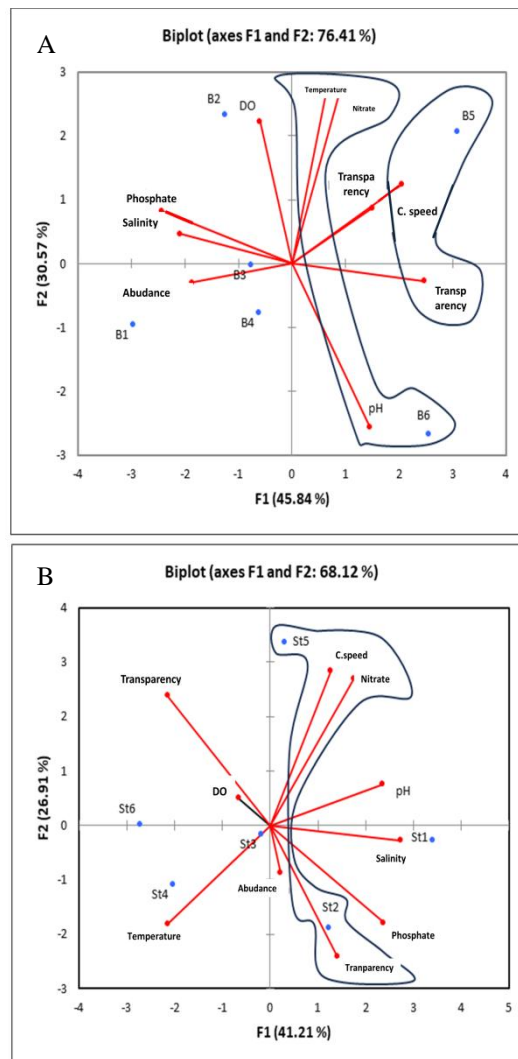 A
Biplot (axes F1 and F2: 76.41 %)
3
2
1
0
-1
-2
-3
F2 (30.57 %)
B2
DO
Temperature
Nitrate
B5
Transpa
rency
C. speed
Phosphate
Salinity
Abudance
B3
Transp
arency
B1
B4
pH
B6
-4
-3
-2
-1
0
1
2
3
4
F1 (45.84 %)
B
Biplot (axes F1 and F2: 68.12 %)
4
3
2
1
0
-1
-2
-3
F2 (26.91 %)
St5
C.speed
Nitrate
Transparency
DO
pH
St6
St3
St1
Salinity
Abudance
St4
St2
Temperature
Phosphate
Tranparency
-4
-3
-2
-1
0
1
2
3
4
5
F1 (41.21 %)